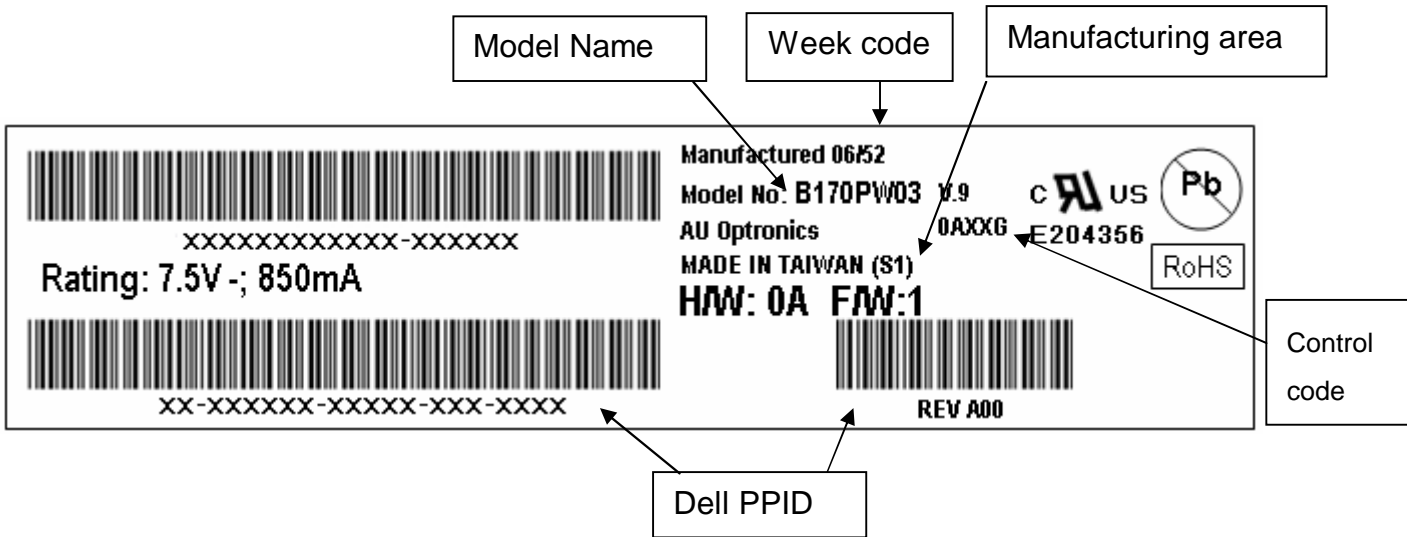 Model Name
Week code
Manufacturing area
Manufactured 06/52
Model No: B170PW03 V.9
AU Optronics 0AXXG
MADE IN TAIWAN (S1)
H/W: 0A F/W:1
C US
E204356
Pb
RoHS
XXXXXXXXXXXX-XXXXXX
Rating: 7.5V -; 850mA
XX-XXXXXX-XXXXX-XXX-XXXX
REV A00
Control
code
Dell PPID